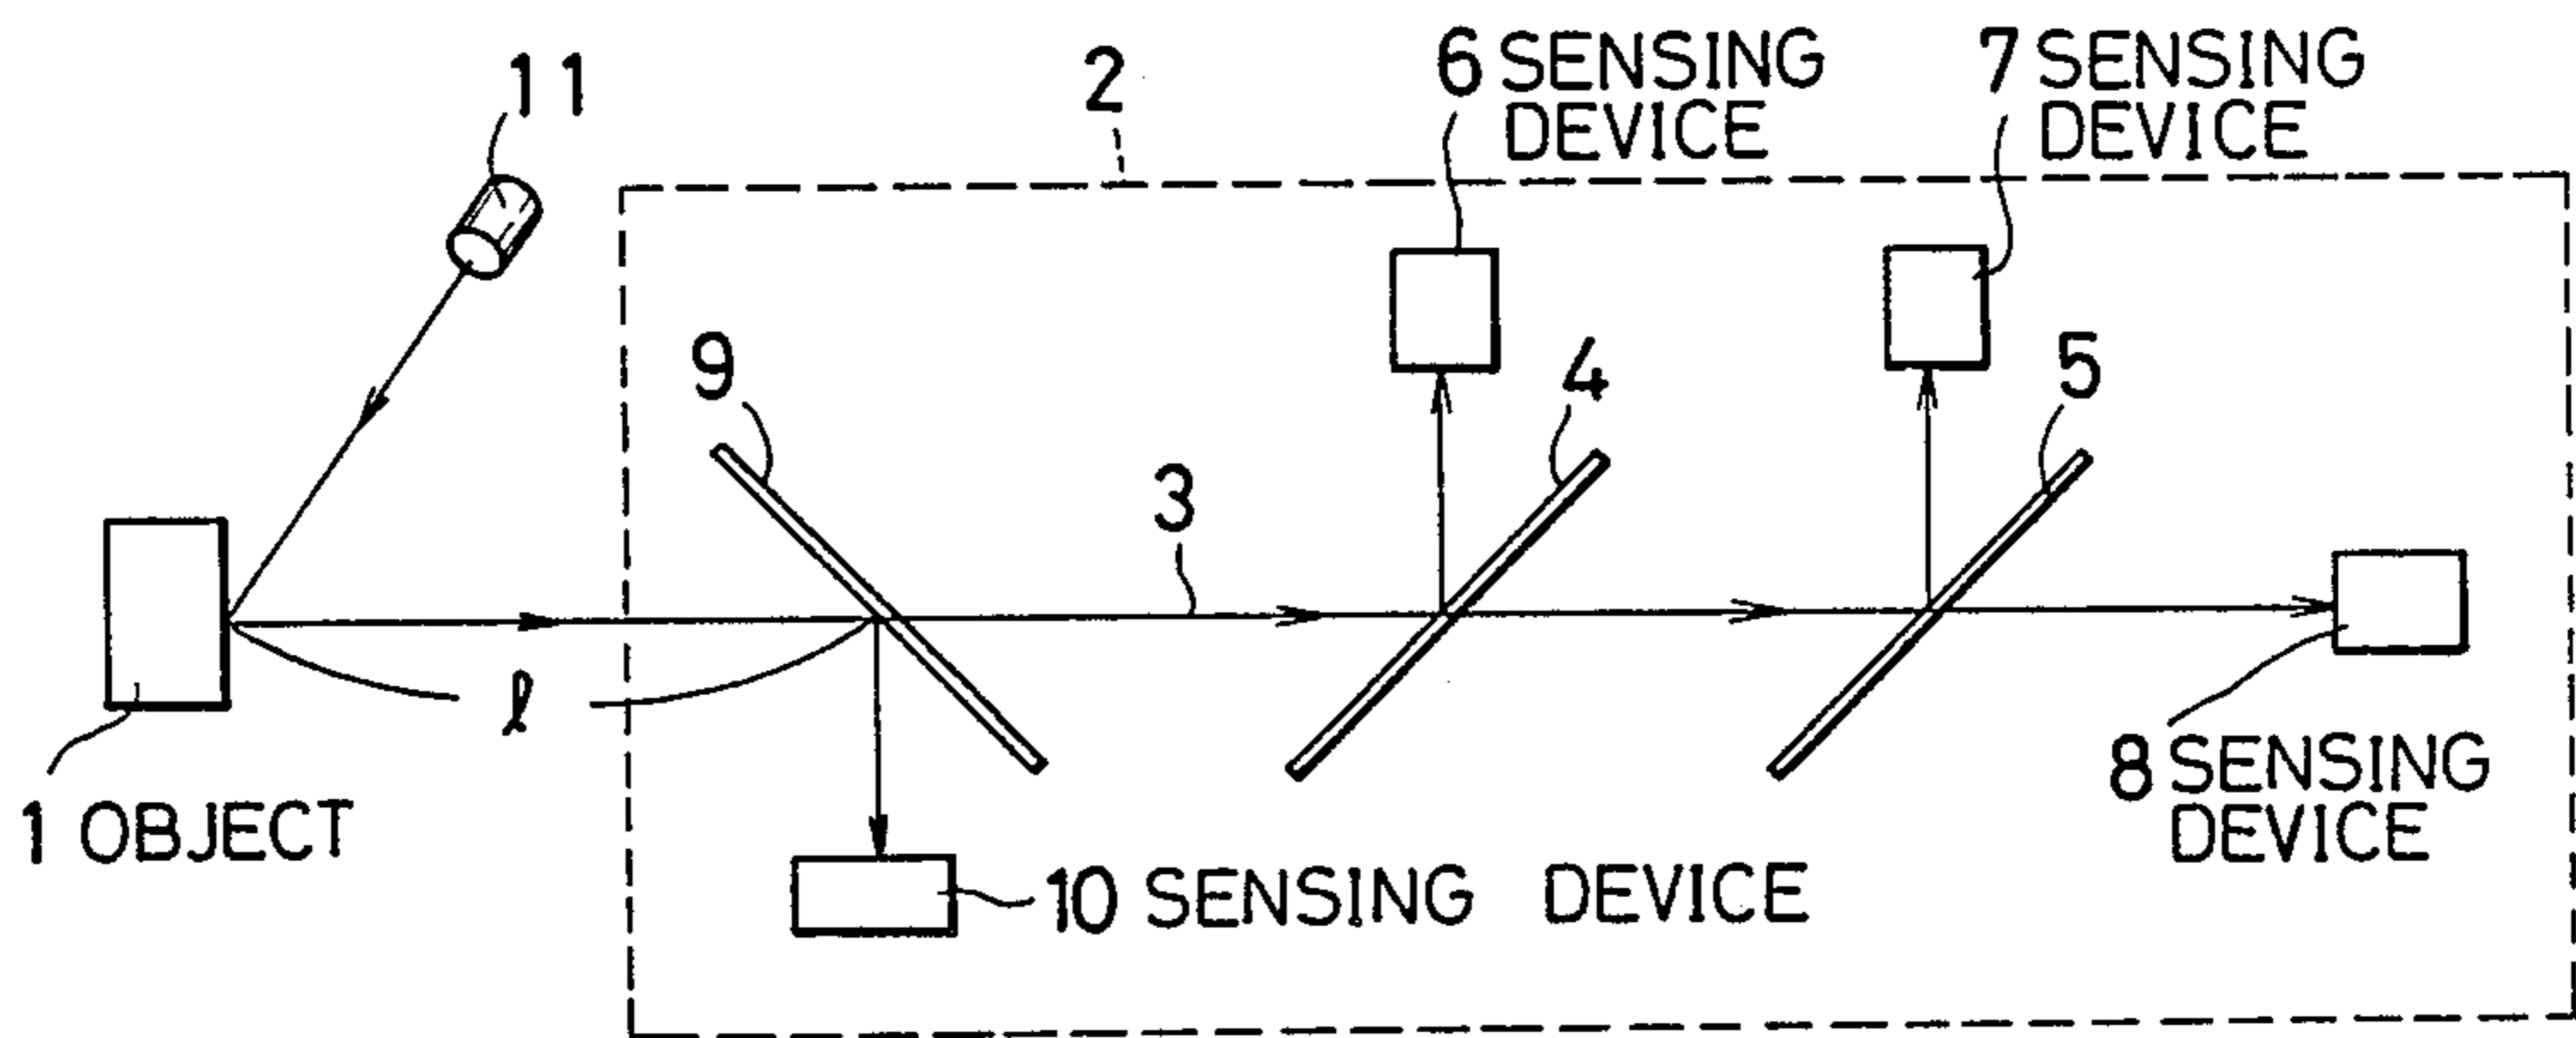 11
2
6 SENSING
DEVICE
7 SENSING
DEVICE
9
4
5
3
l
1 OBJECT
8 SENSING
DEVICE
10 SENSING DEVICE